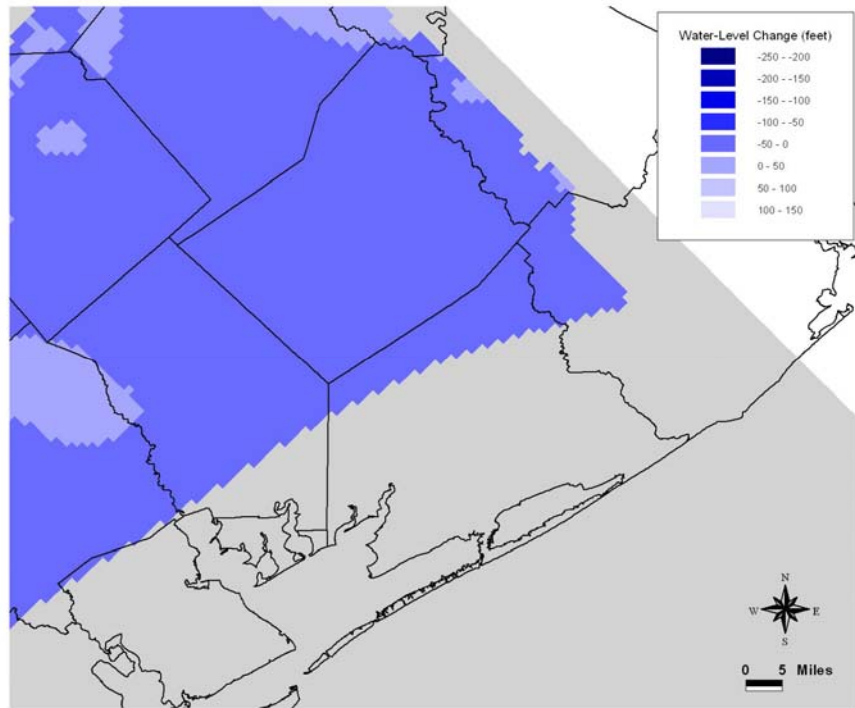 Water-Level Change (feet)
-250 - -200
-200 - -150
-150 - -100
-100 - -50
-50 - 0
0 - 50
50 - 100
100 - 150
N
W E
S
0 5 Miles